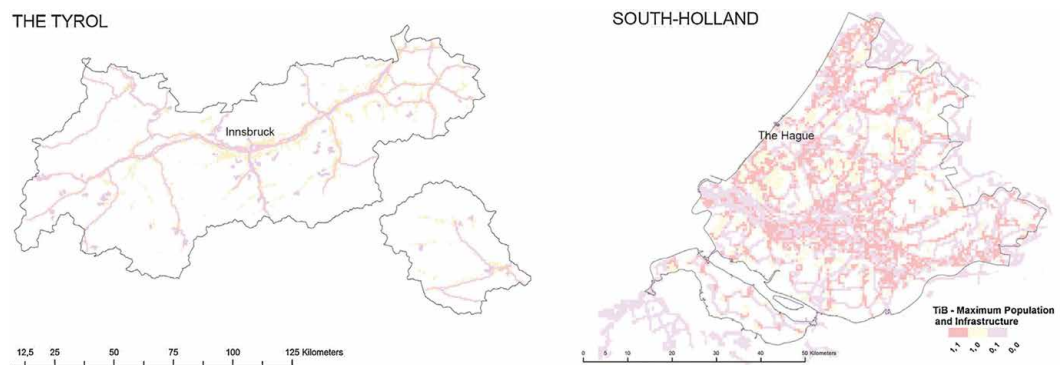 THE TYROL
Innsbruck
12,5 25 50 75 100 125 Kilometers
SOUTH-HOLLAND
The Hague
TiB - Maximum Population
and Infrastructure
1,1 1,0 0,1 0,0
0 5 10 20 30 40 50 Kilometers